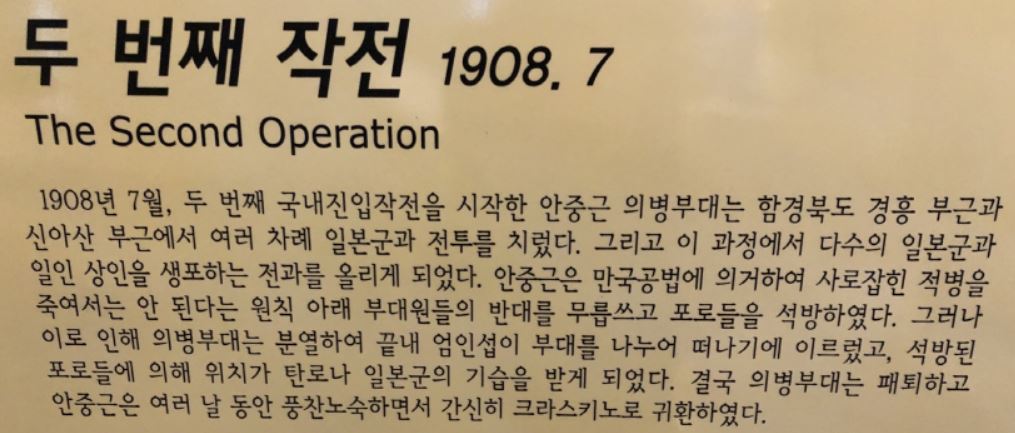 두 번째 작전 1908. 7
The Second Operation
1908년 7월, 두 번째 국내진입작전을 시작한 안중근 의병부대는 함경북도 경흥 부근과
신아산 부근에서 여러 차례 일본군과 전투를 치렀다. 그리고 이 과정에서 다수의 일본군과
일인 상인을 생포하는 전과를 올리게 되었다. 안중근은 만국공법에 의거하여 사로잡힌 적병을
죽여서는 안 된다는 원칙 아래 부대원들의 반대를 무릅쓰고 포로들을 석방하였다. 그러나
이로 인해 의병부대는 분열하여 끝내 엄인섭이 부대를 나누어 떠나기에 이르렀고, 석방된
포로들에 의해 위치가 탄로나 일본군의 기습을 받게 되었다. 결국 의병부대는 패퇴하고
안중근은 여러 날 동안 풍찬노숙하면서 간신히 크라스키노로 귀환하였다.